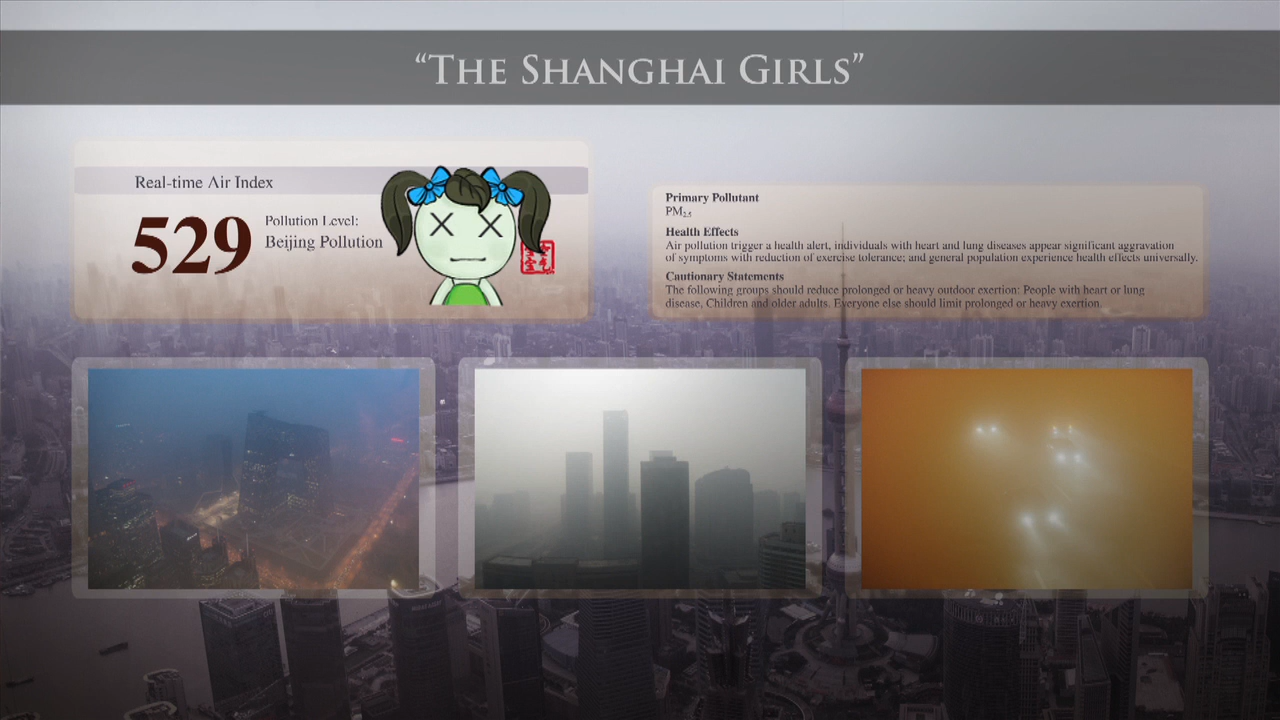 “THE SHANGHAI GIRLS”
Real-time Air Index
529
Pollution Level:
Beijing Pollution
Primary Pollutant
PM2.5
Health Effects
Air pollution trigger a health alert, individuals with heart and lung diseases appear significant aggravation
of symptoms with reduction of exercise tolerance; and general population experience health effects universally.
Cautionary Statements
The following groups should reduce prolonged or heavy outdoor exertion: People with heart or lung
disease, Children and older adults. Everyone else should limit prolonged or heavy exertion.